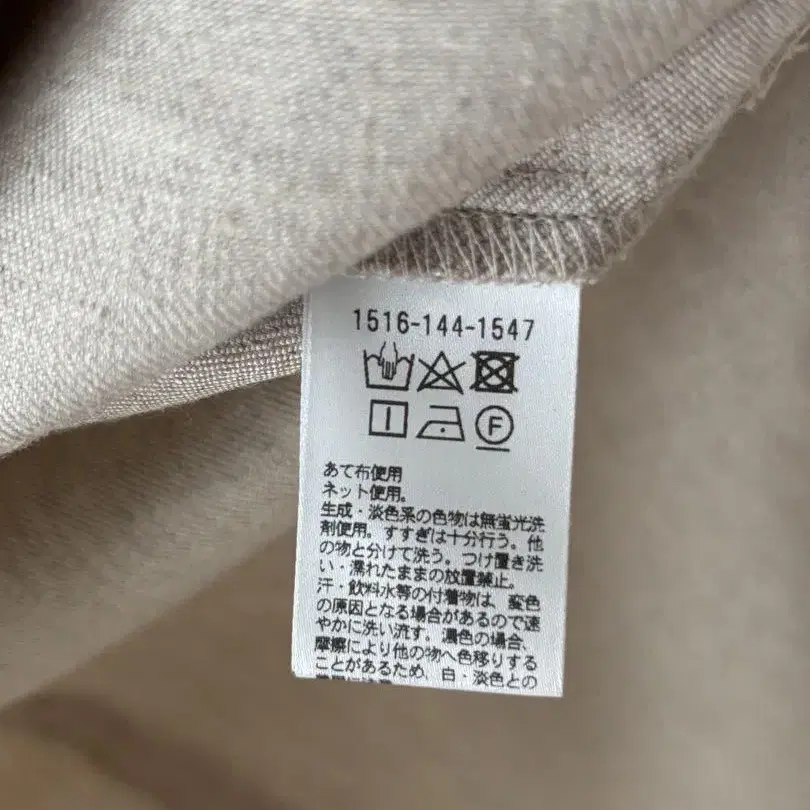 1516-144-1547
F
あて布使用
ネット使用。
生成・淡色系の色物は無蛍光洗
剤使用。すすぎは十分行う。他
の物と分けて洗う。つけ置き洗
い・濡れたままの放置禁止。
汗・飲料水等の付着物は、変色
の原因となる場合があるので速
やかに洗い流す。濃色の場合、
摩擦により他の物へ色移りする
ことがあるため、白・淡色との